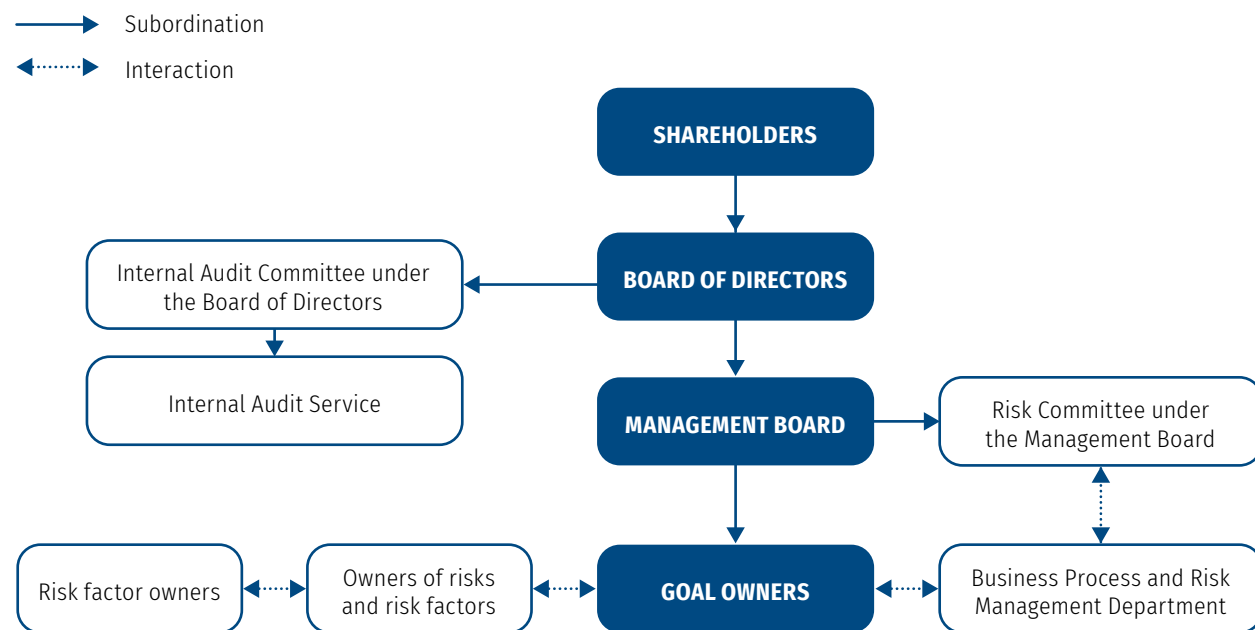 Subordination
Interaction
SHAREHOLDERS
Internal Audit Committee under
the Board of Directors
BOARD OF DIRECTORS
Internal Audit Service
MANAGEMENT BOARD
Risk Committee under
the Management Board
Risk factor owners
Owners of risks
and risk factors
GOAL OWNERS
Business Process and Risk
Management Department